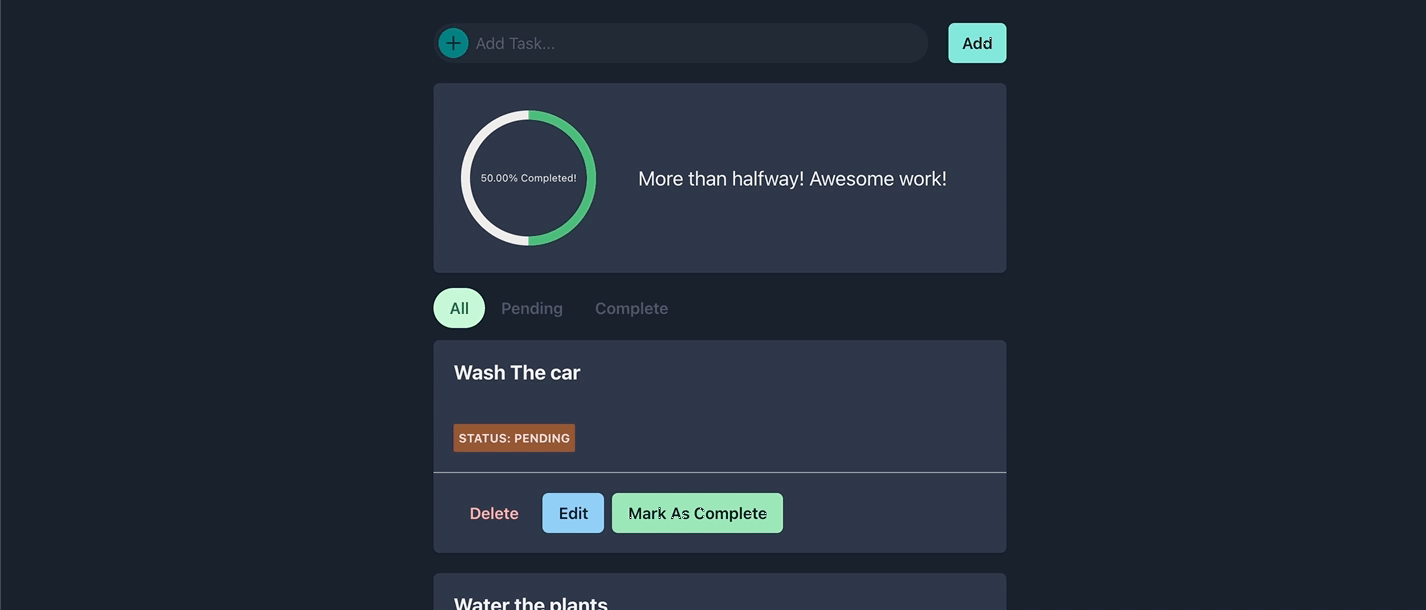 Add Task...
Add
50.00% Completed!
More than halfway! Awesome work!
All
Pending
Complete
Wash The car
STATUS: PENDING
Delete
Edit
Mark As Complete
Water the plants